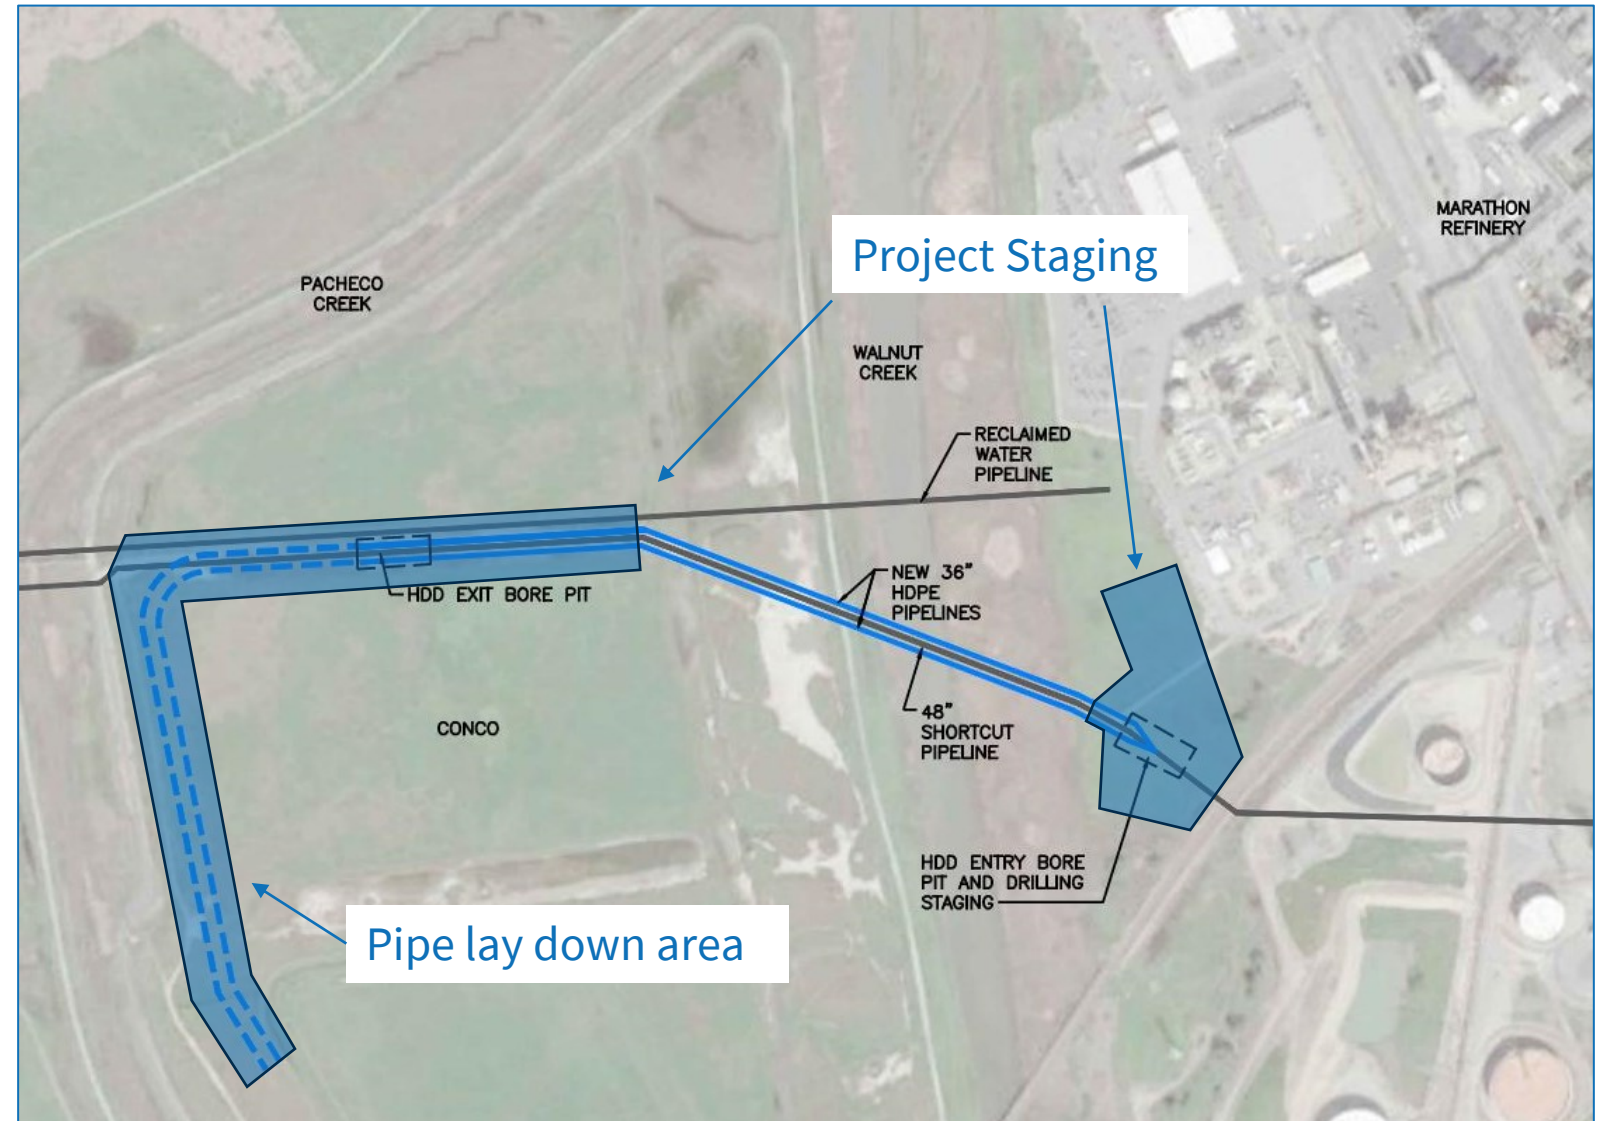 MARATHON
REFINERY
Project Staging
PACHECO
CREEK
WALNUT
CREEK
RECLAIMED
WATER
PIPELINE
NEW 36"
HDPE
PIPELINES
HDD EXIT BORE PIT
48"
SHORTCUT
PIPELINE
CONCO
HDD ENTRY BORE
PIT AND DRILLING
STAGING
Pipe lay down area